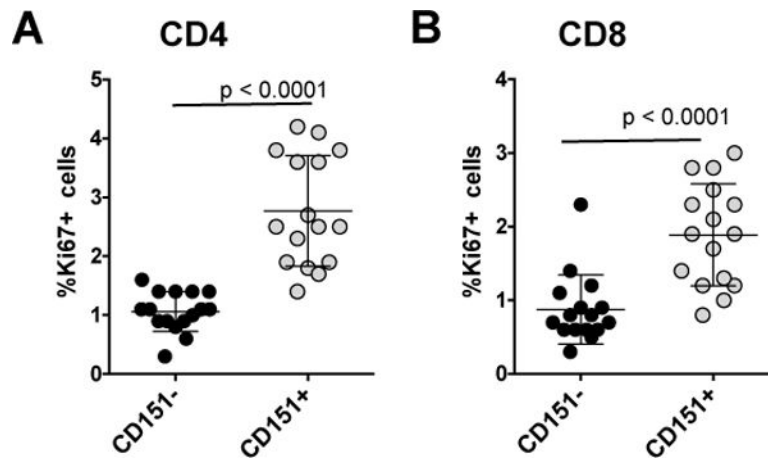 A
CD4
%Ki67+ cells
5
4
3
2
1
0
p < 0.0001
CD151-
CD151+
B
CD8
%Ki67+ cells
4
3
2
1
0
p < 0.0001
CD151-
CD151+